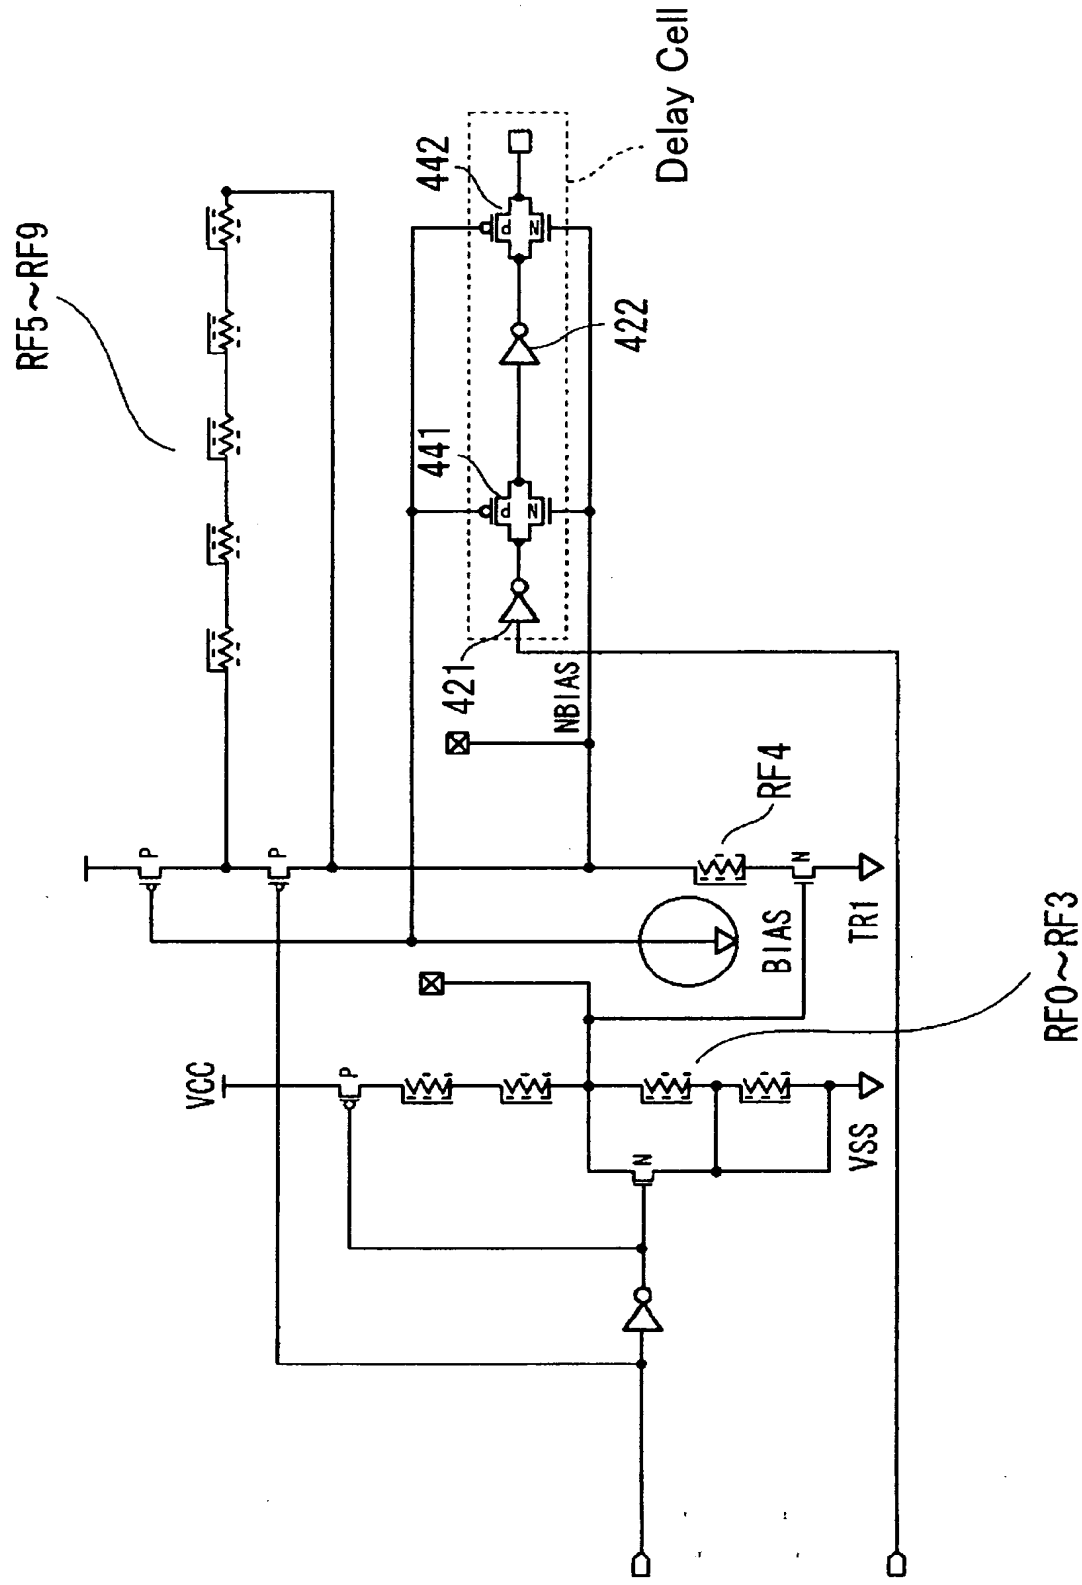 RF5~RF9
442
Delay Cell
441
422
421
NBIAS
P
N
P
N
P
P
RF4
N
BIAS
TR1
RF0~RF3
VCC
P
N
VSS